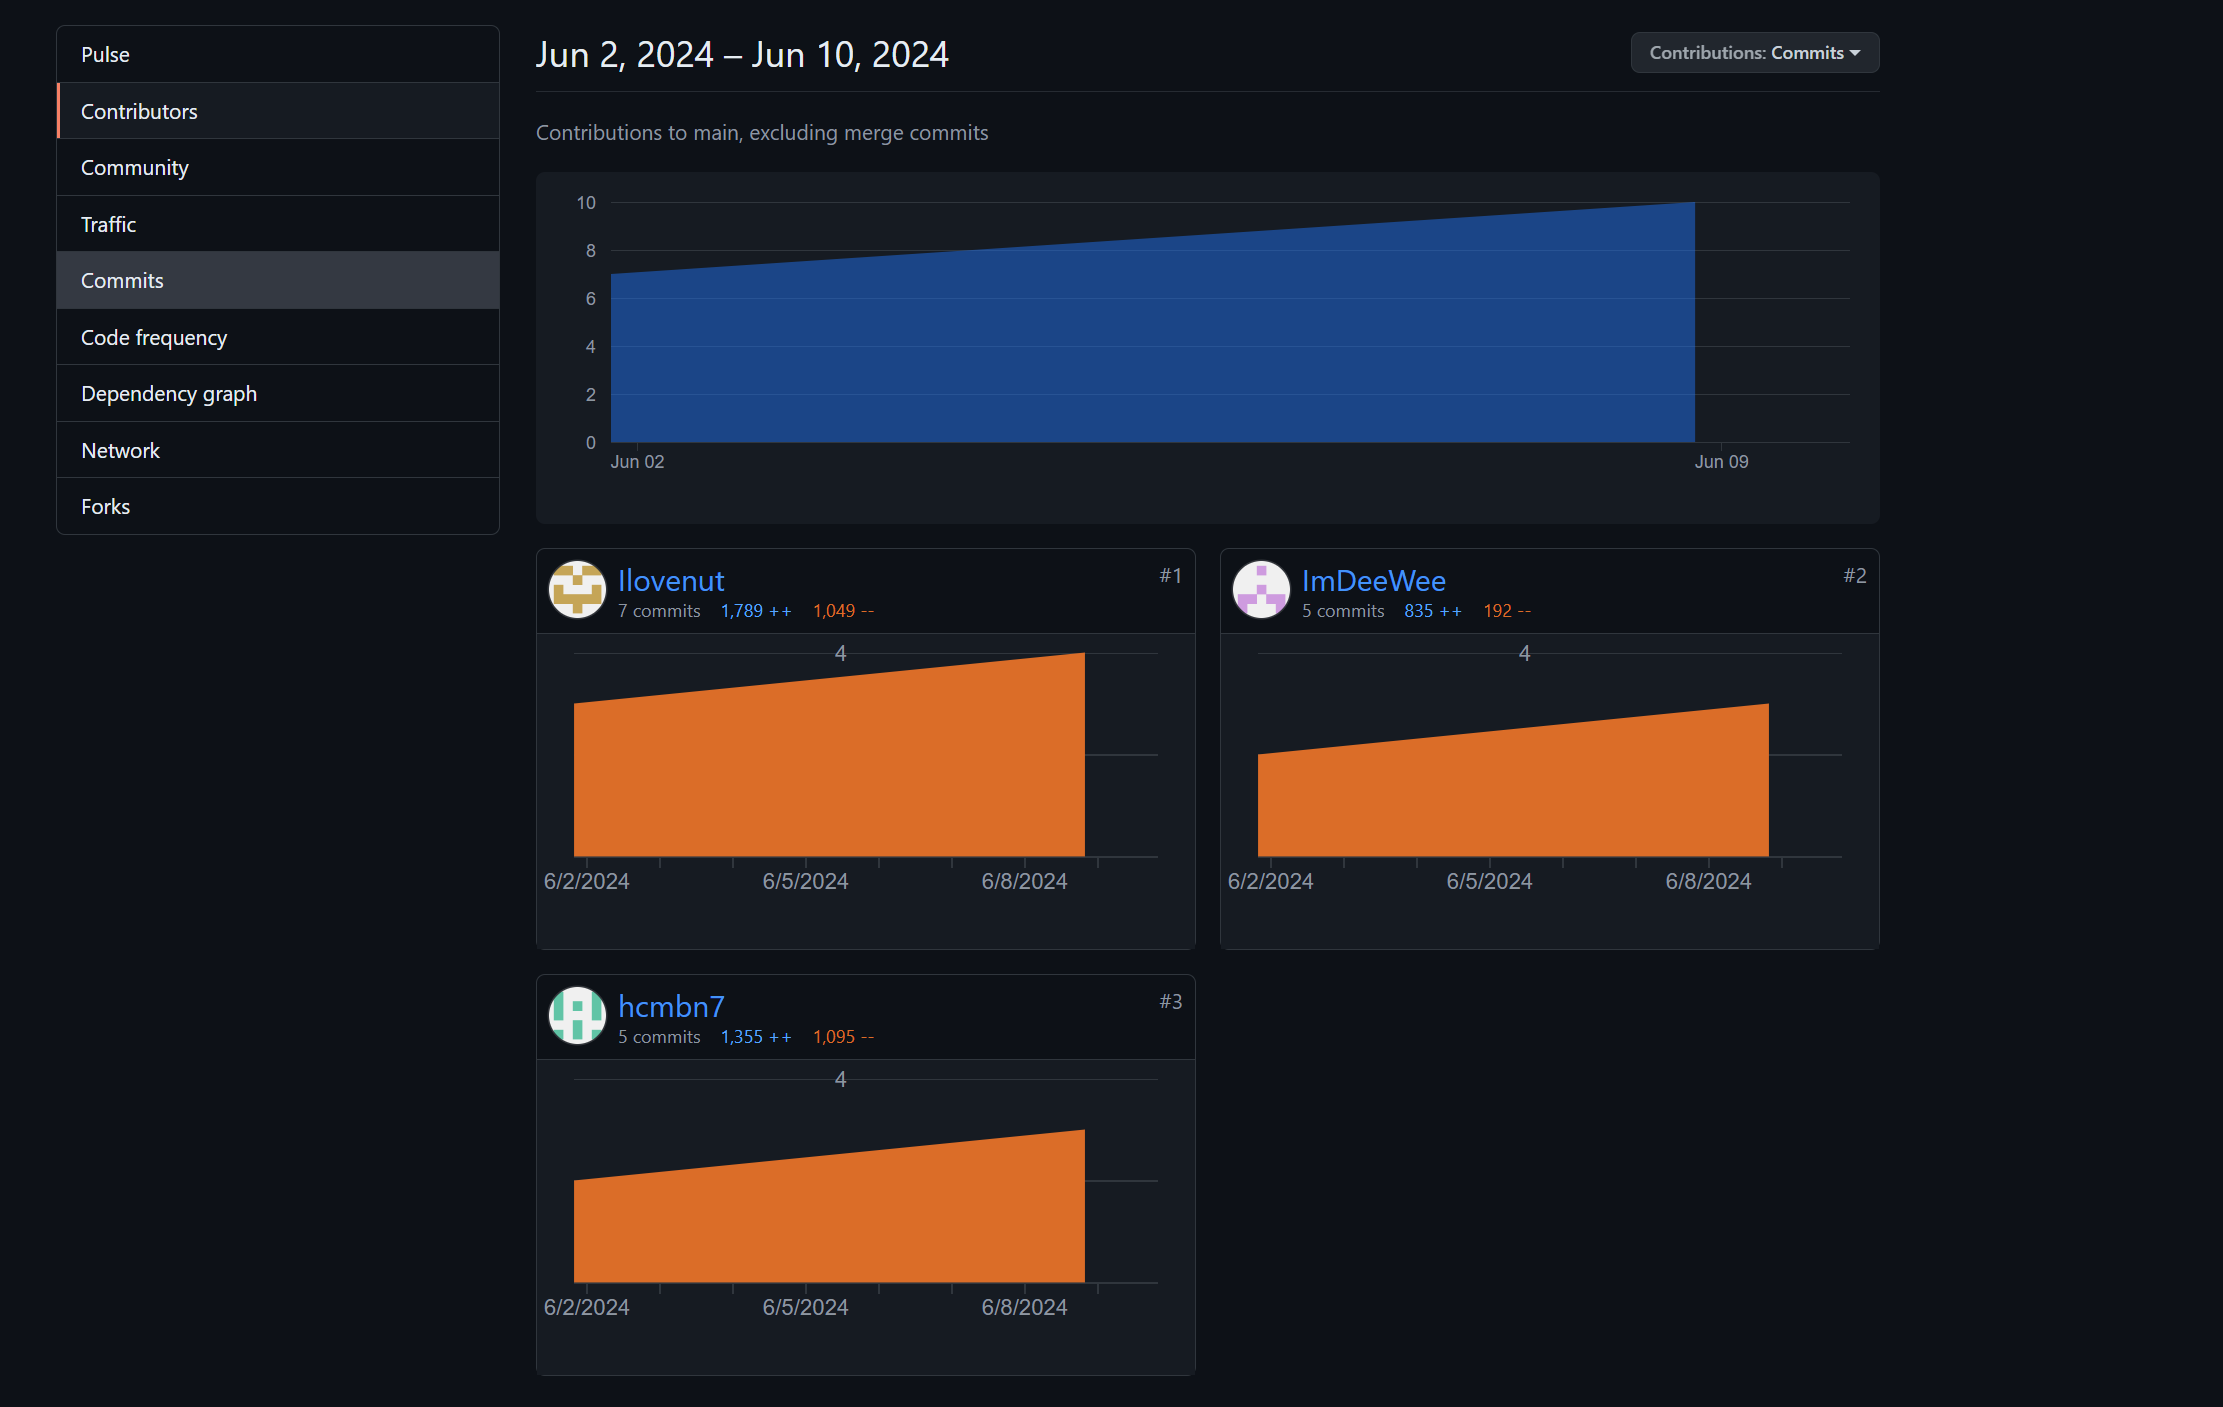 Pulse
Contributors
Community
Traffic
Commits
Code frequency
Dependency graph
Network
Forks
Jun 2, 2024 – Jun 10, 2024
Contributions: Commits
Contributions to main, excluding merge commits
10
8
6
4
2
0
Jun 02 Jun 09
Ilovenut #1
7 commits 1,789 ++ 1,049 --
4
6/2/2024 6/5/2024 6/8/2024
ImDeeWee #2
5 commits 835 ++ 192 --
4
6/2/2024 6/5/2024 6/8/2024
hcmbn7 #3
5 commits 1,355 ++ 1,095 --
4
6/2/2024 6/5/2024 6/8/2024